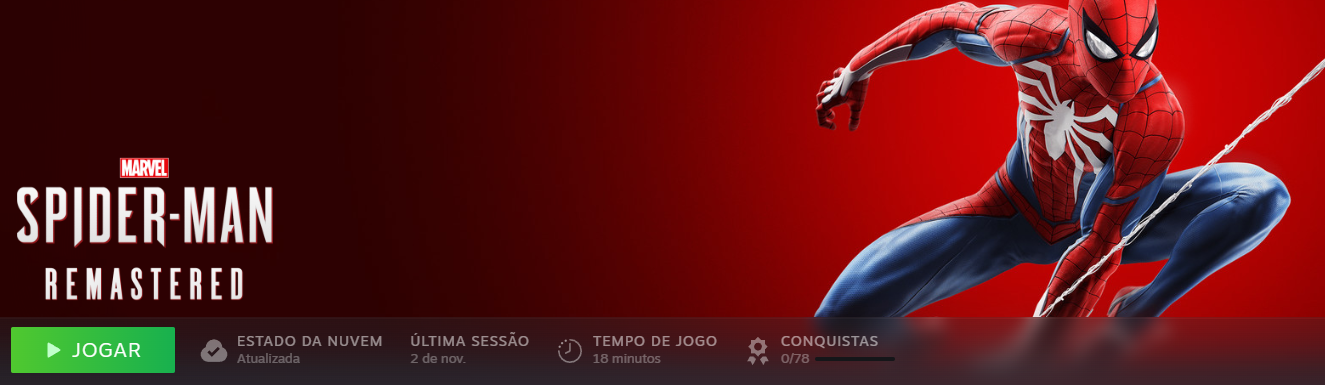 MARVEL
SPIDER-MAN
REMASTERED
JOGAR
ESTADO DA NUVEM
Atualizada
ÚLTIMA SESSÃO
2 de nov.
TEMPO DE JOGO
18 minutos
CONQUISTAS
0/78